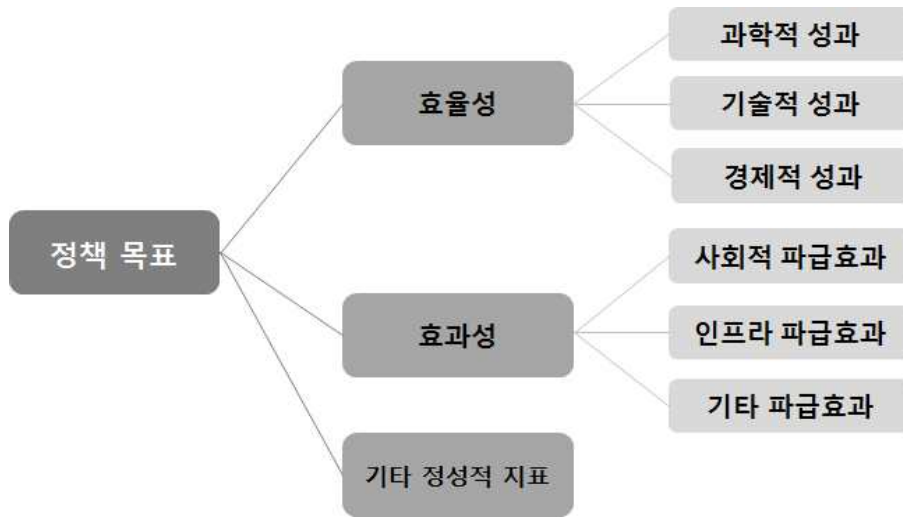 정책 목표
효율성
과학적 성과
기술적 성과
경제적 성과
효과성
사회적 파급효과
인프라 파급효과
기타 파급효과
기타 정성적 지표